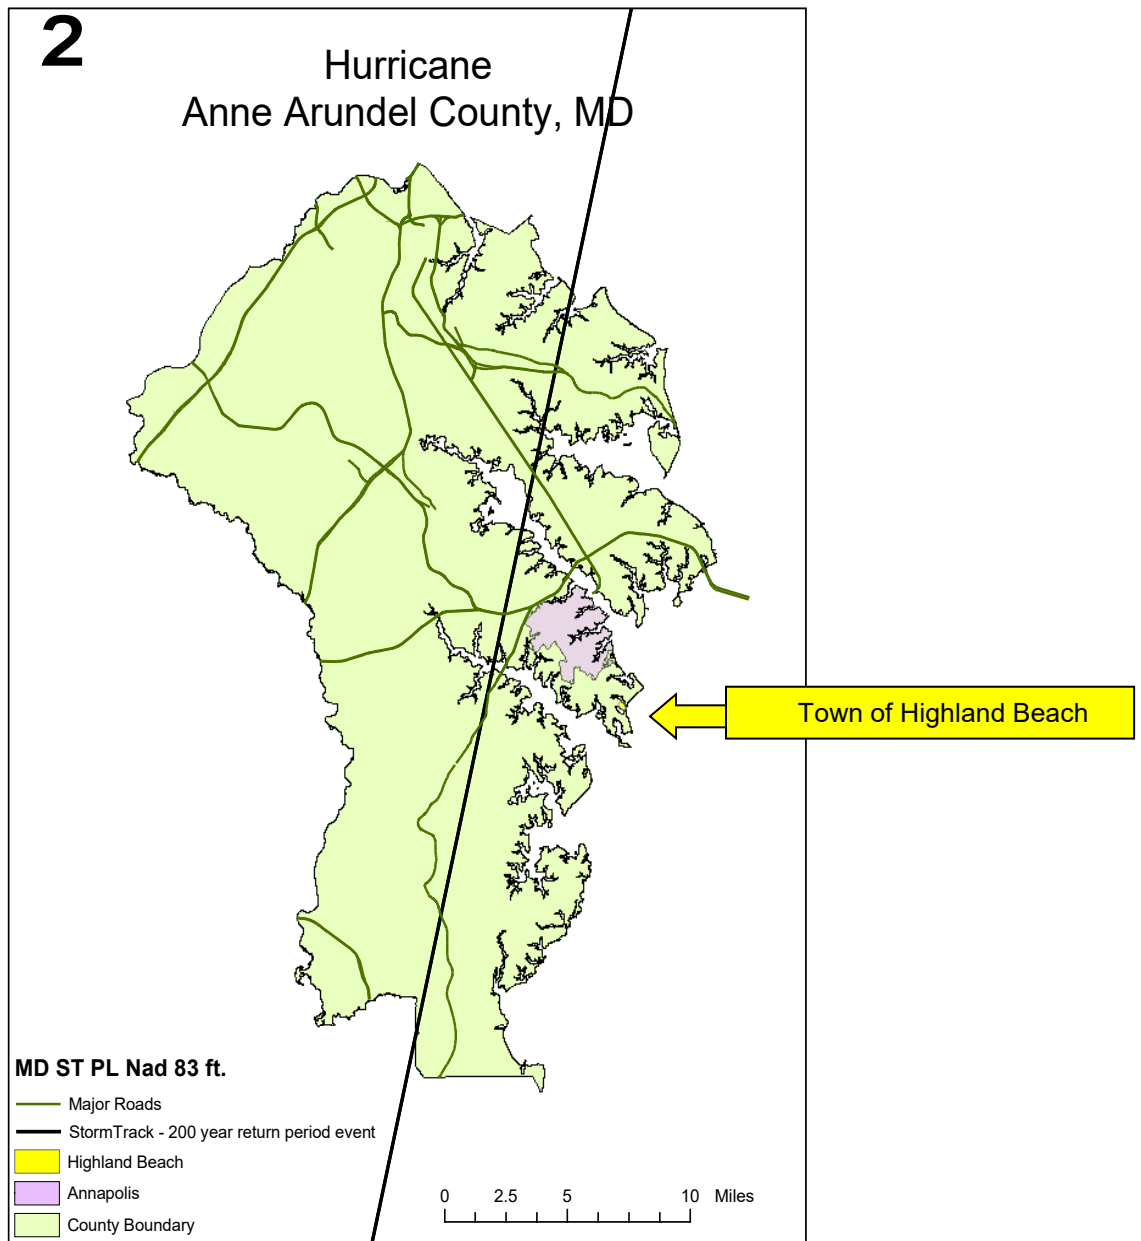 2
Hurricane
Anne Arundel County, MD
Town of Highland Beach
MD ST PL Nad 83 ft.
Major Roads
StormTrack - 200 year return period event
Highland Beach
Annapolis
County Boundary
0 2.5 5 10 Miles